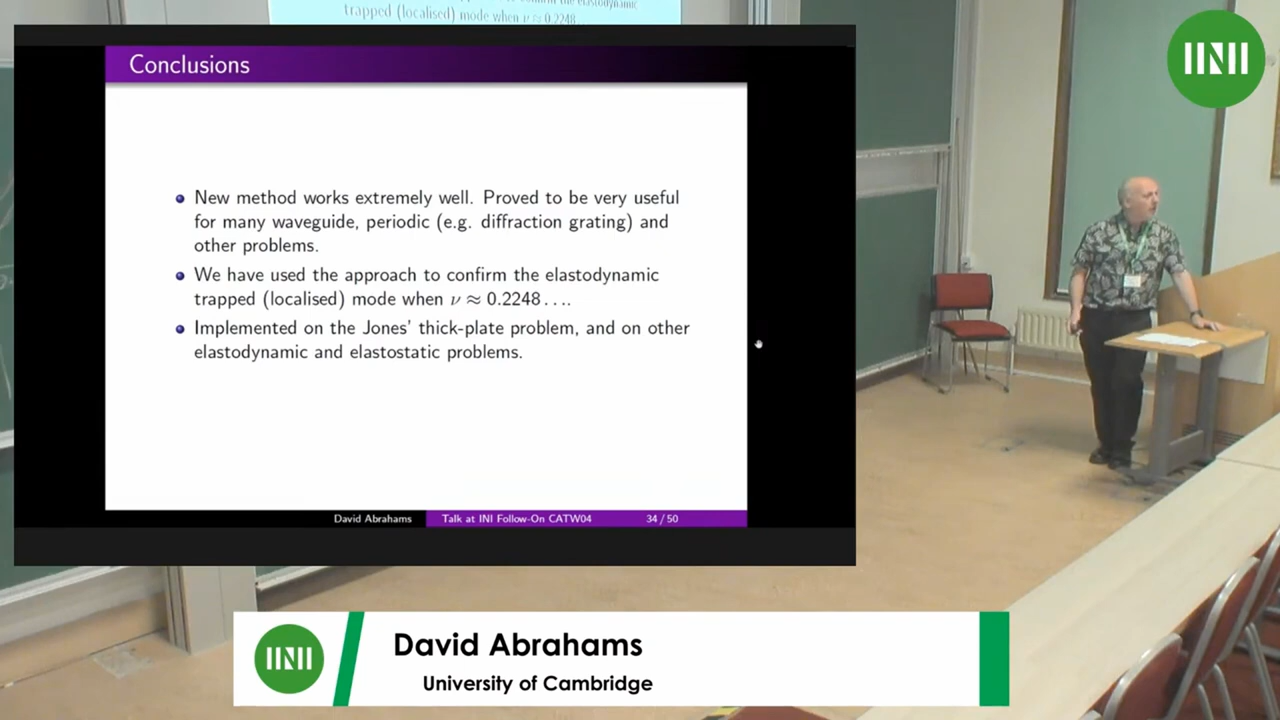 trapped (localised) mode when ν ≈ 0.2248
Conclusions
New method works extremely well. Proved to be very useful
for many waveguide, periodic (e.g. diffraction grating) and
other problems.
We have used the approach to confirm the elastodynamic
trapped (localised) mode when ν ≈ 0.2248 . . . .
Implemented on the Jones' thick-plate problem, and on other
elastodynamic and elastostatic problems.
David Abrahams
Talk at INI Follow-On CATW04
34 / 50
INI
INI
David Abrahams
University of Cambridge